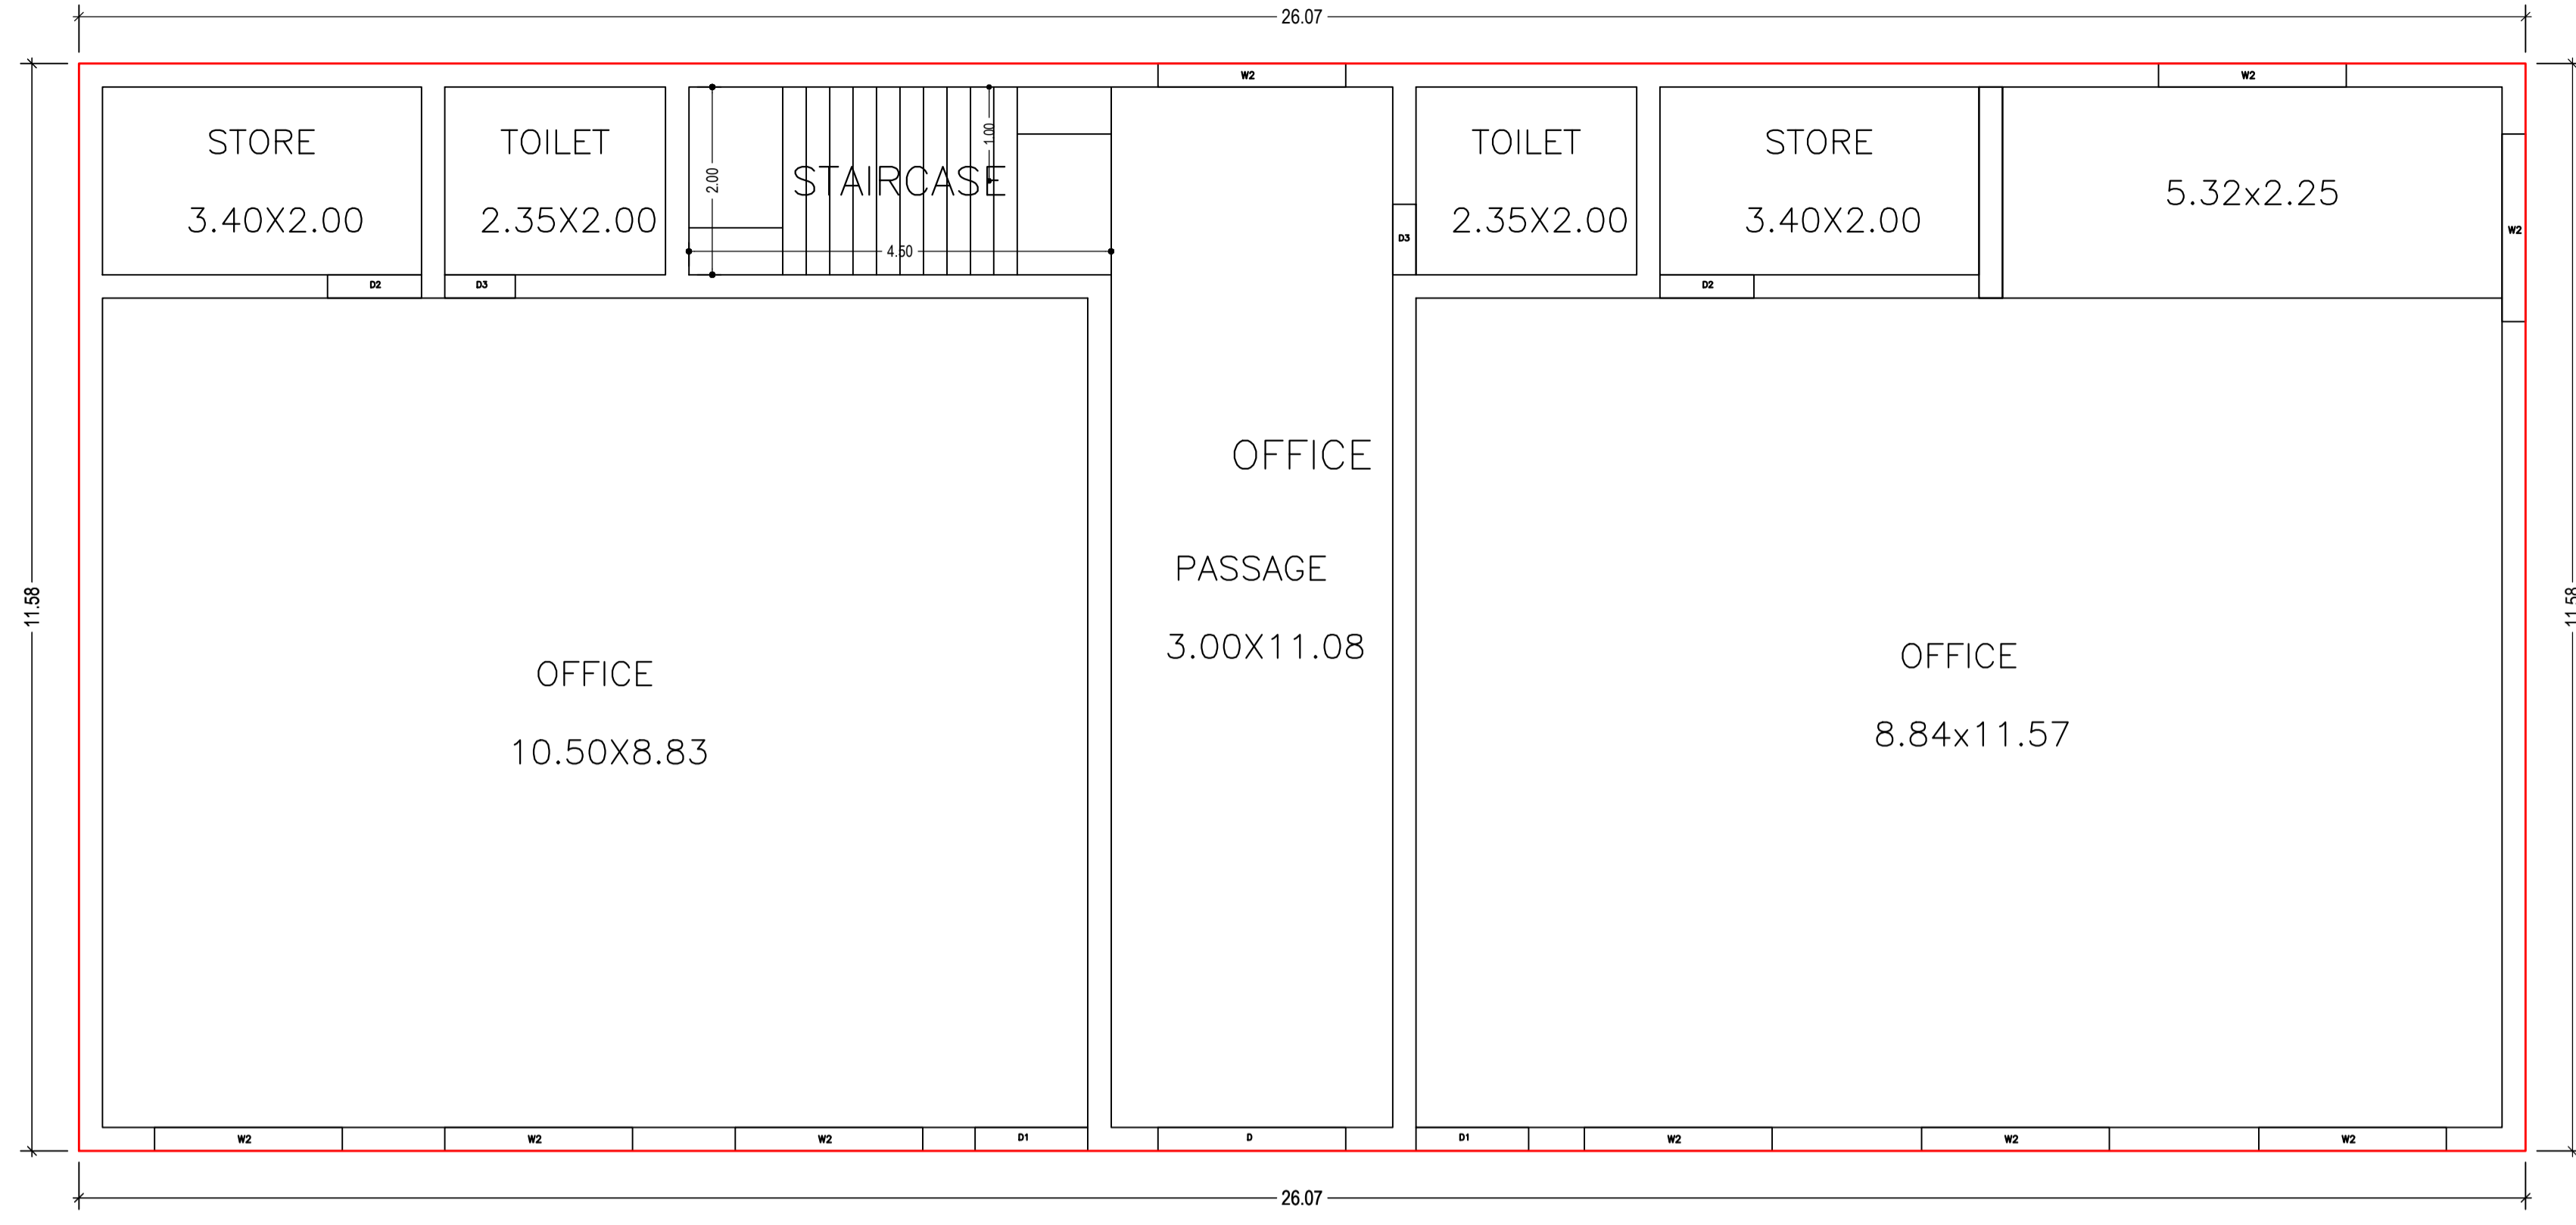 26.07
W2
W2
STORE
3.40X2.00
TOILET
2.35X2.00
2.00
STAIRCASE
1.00
4.50
TOILET
2.35X2.00
STORE
3.40X2.00
5.32x2.25
W2
D3
D2
D3
D2
OFFICE
PASSAGE
3.00X11.08
11.58
11.58
OFFICE
10.50X8.83
OFFICE
8.84x11.57
W2
W2
W2
D1
D
D1
W2
W2
W2
26.07